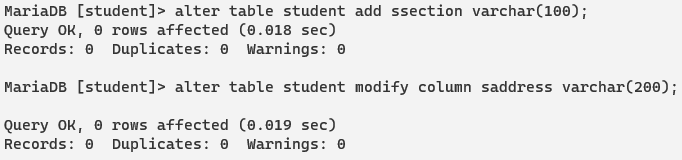 MariaDB [student]> alter table student add ssection varchar(100);
Query OK, 0 rows affected (0.018 sec)
Records: 0  Duplicates: 0  Warnings: 0
MariaDB [student]> alter table student modify column saddress varchar(200);
Query OK, 0 rows affected (0.019 sec)
Records: 0  Duplicates: 0  Warnings: 0